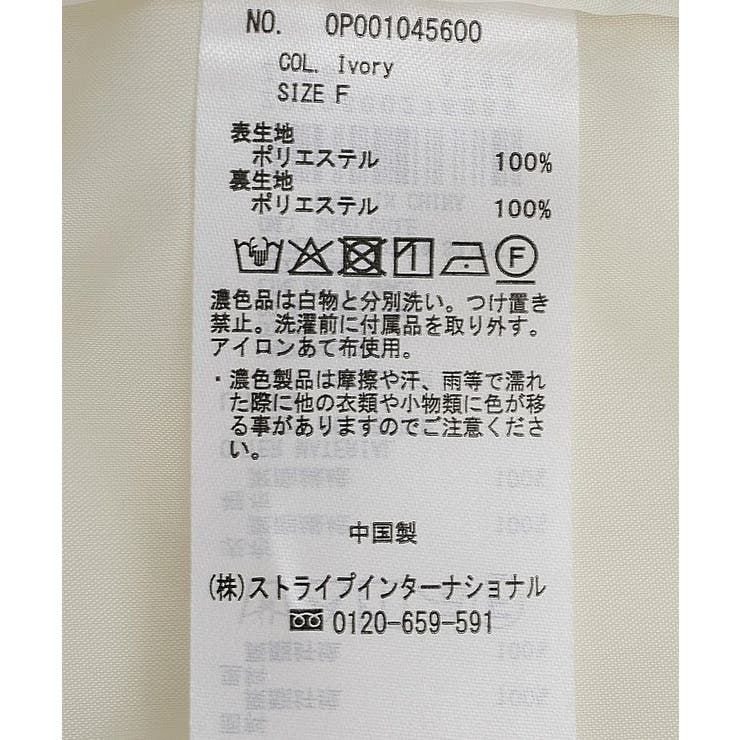 NO. OP001045600
COL. Ivory
SIZE F
表生地
ポリエステル 100%
裏生地
ポリエステル 100%
F
濃色品は白物と分別洗い。つけ置き
禁止。洗濯前に付属品を取り外す。
アイロンあて布使用。
・濃色製品は摩擦や汗、雨等で濡れ
た際に他の衣類や小物類に色が移
る事がありますのでご注意くださ
い。
中国製
(株)ストライプインターナショナル
0120-659-591